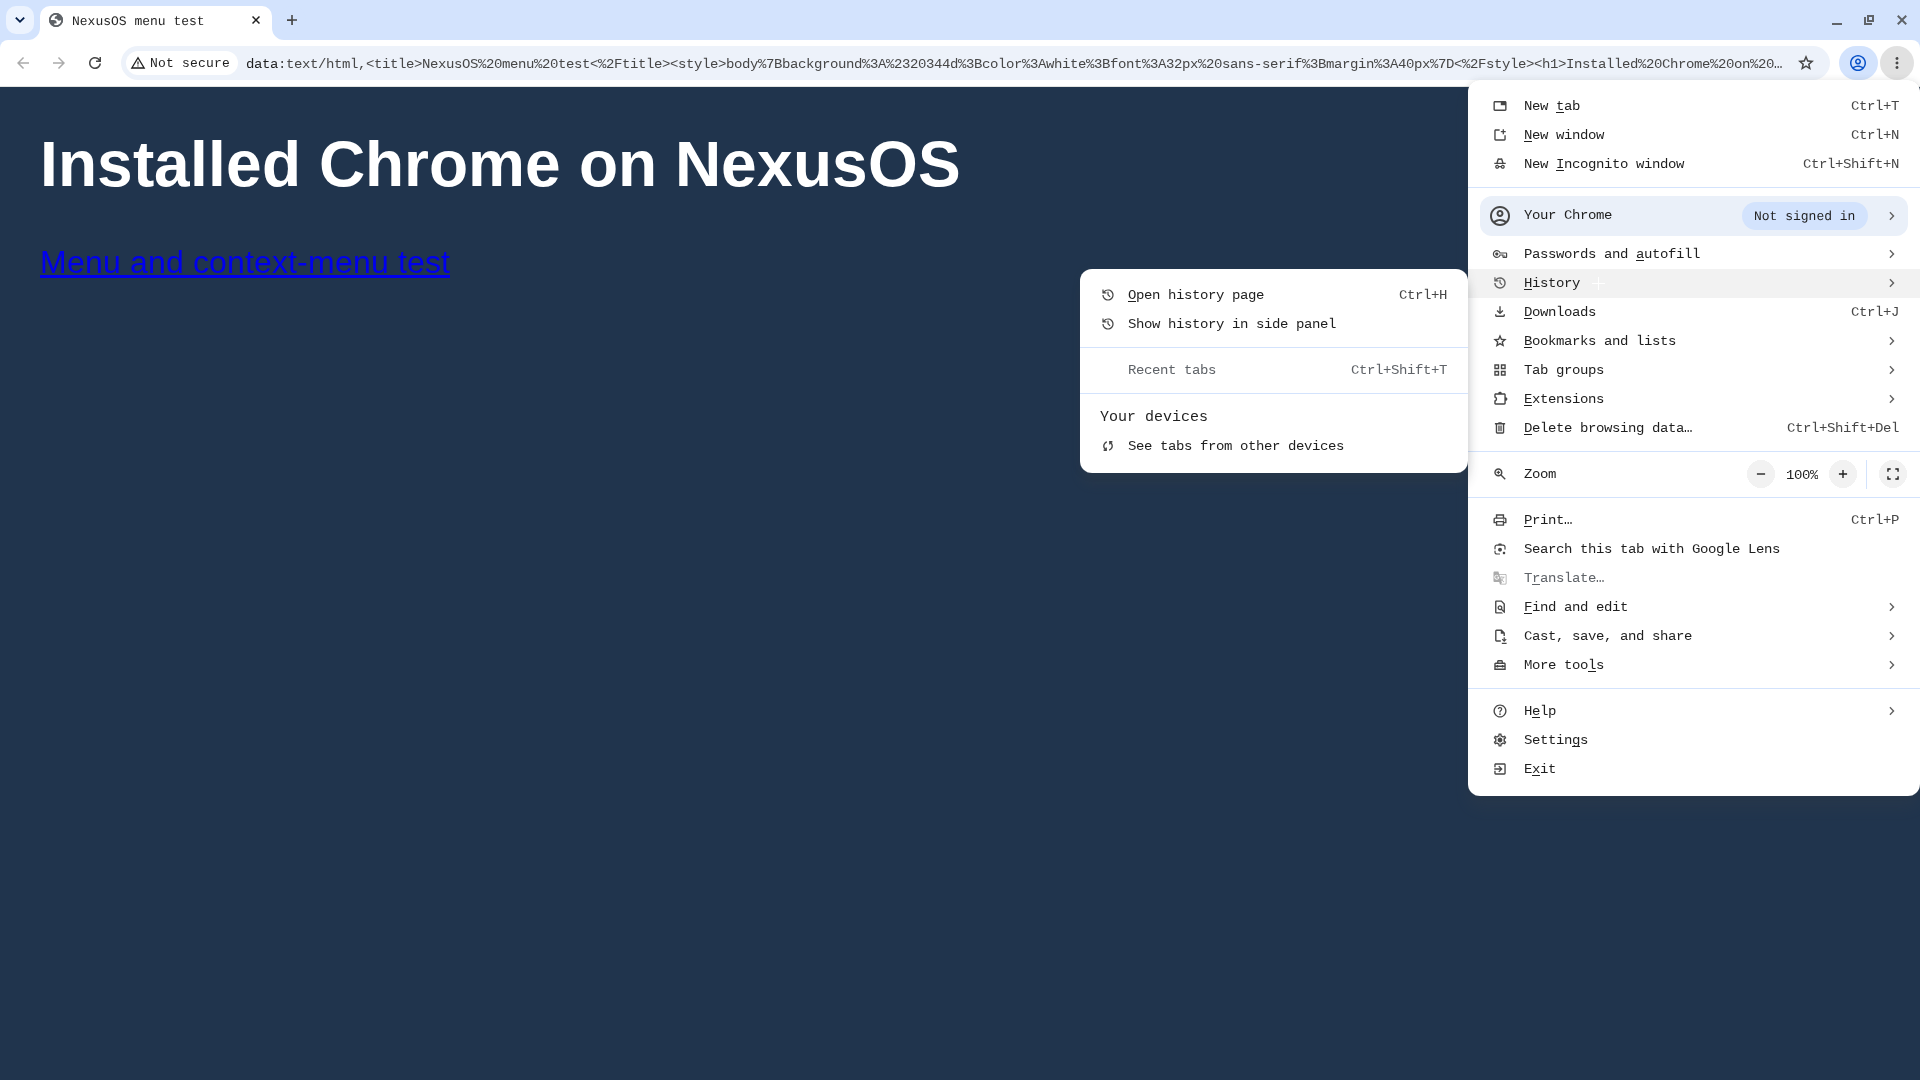 NexusOS menu test
Not secure
data:text/html,<title>NexusOS%20menu%20test<%2Ftitle><style>body%7Bbackground%3A%2320344d%3Bcolor%3Awhite%3Bfont%3A32px%20sans-serif%3Bmargin%3A40px%7D<%2Fstyle><h1>Installed%20Chrome%20on%20…
Installed Chrome on NexusOS
Menu and context-menu test
Open history page Ctrl+H
Show history in side panel
Recent tabs Ctrl+Shift+T
Your devices
See tabs from other devices
New tab Ctrl+T
New window Ctrl+N
New Incognito window Ctrl+Shift+N
Your Chrome Not signed in
Passwords and autofill
History
Downloads Ctrl+J
Bookmarks and lists
Tab groups
Extensions
Delete browsing data… Ctrl+Shift+Del
Zoom 100%
Print… Ctrl+P
Search this tab with Google Lens
Translate…
Find and edit
Cast, save, and share
More tools
Help
Settings
Exit